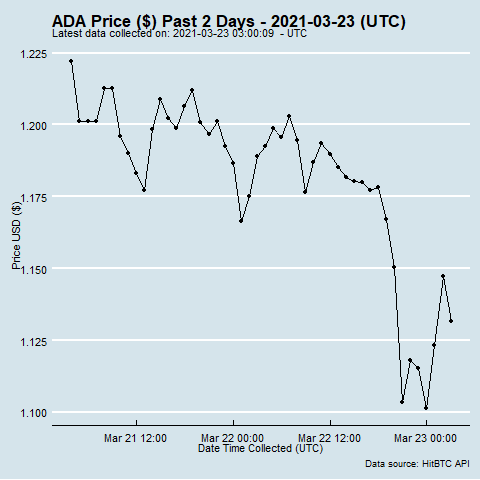 ADA Price ($) Past 2 Days - 2021-03-23 (UTC)
Latest data collected on: 2021-03-23 03:00:09  - UTC
1.225
1.200
1.175
1.150
1.125
1.100
Price USD ($)
Mar 21 12:00
Mar 22 00:00
Mar 22 12:00
Mar 23 00:00
Date Time Collected (UTC)
Data source: HitBTC API